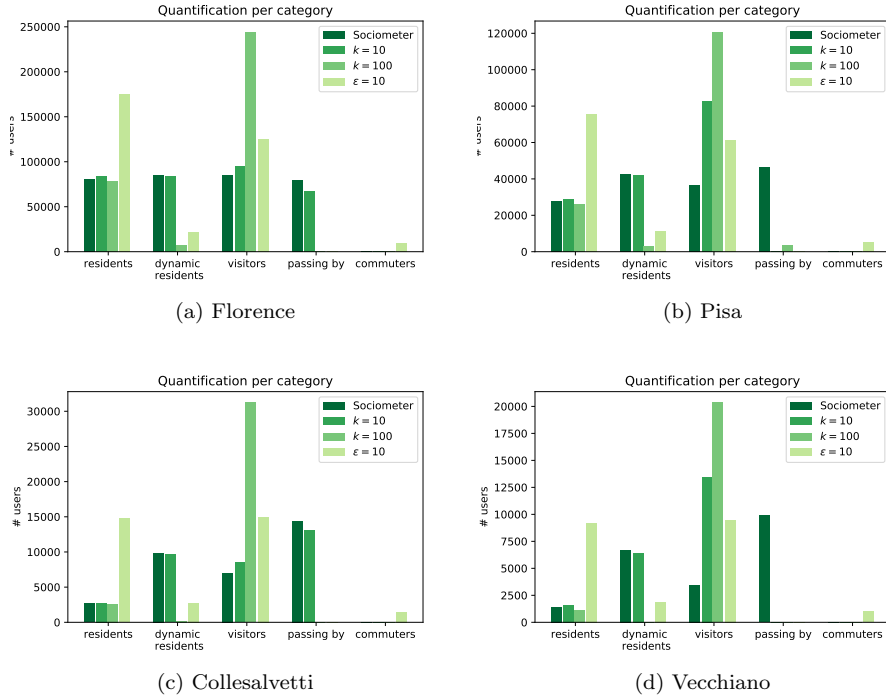 Quantification per category
250000
200000
150000
100000
50000
0
# users
Sociometer
k = 10
k = 100
ε = 10
residents
dynamic
residents
visitors
passing by
commuters
(a) Florence
Quantification per category
120000
100000
80000
60000
40000
20000
0
# users
Sociometer
k = 10
k = 100
ε = 10
residents
dynamic
residents
visitors
passing by
commuters
(b) Pisa
Quantification per category
30000
25000
20000
15000
10000
5000
0
# users
Sociometer
k = 10
k = 100
ε = 10
residents
dynamic
residents
visitors
passing by
commuters
(c) Collesalvetti
Quantification per category
20000
17500
15000
12500
10000
7500
5000
2500
0
# users
Sociometer
k = 10
k = 100
ε = 10
residents
dynamic
residents
visitors
passing by
commuters
(d) Vecchiano